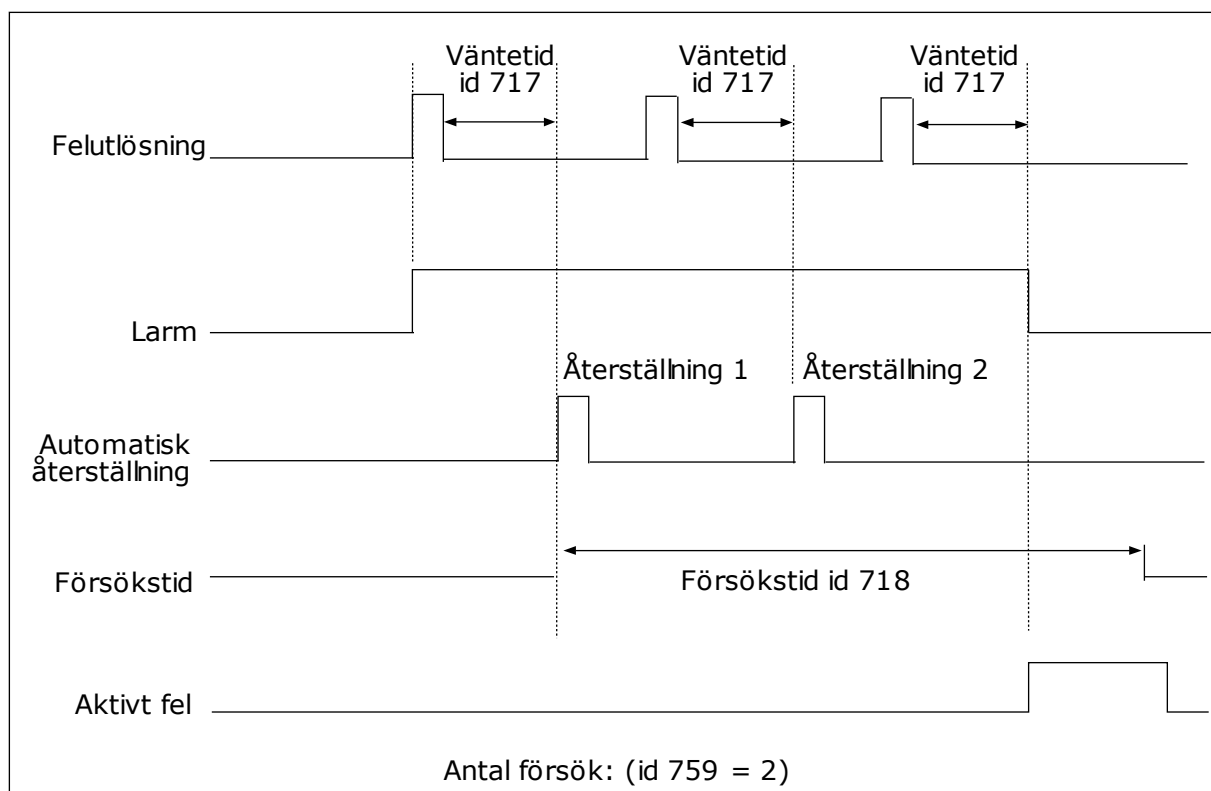 Väntetid
id 717
Väntetid
id 717
Väntetid
id 717
Felutlösning
Larm
Återställning 1
Återställning 2
Automatisk
återställning
Försökstid
Försökstid id 718
Aktivt fel
Antal försök: (id 759 = 2)